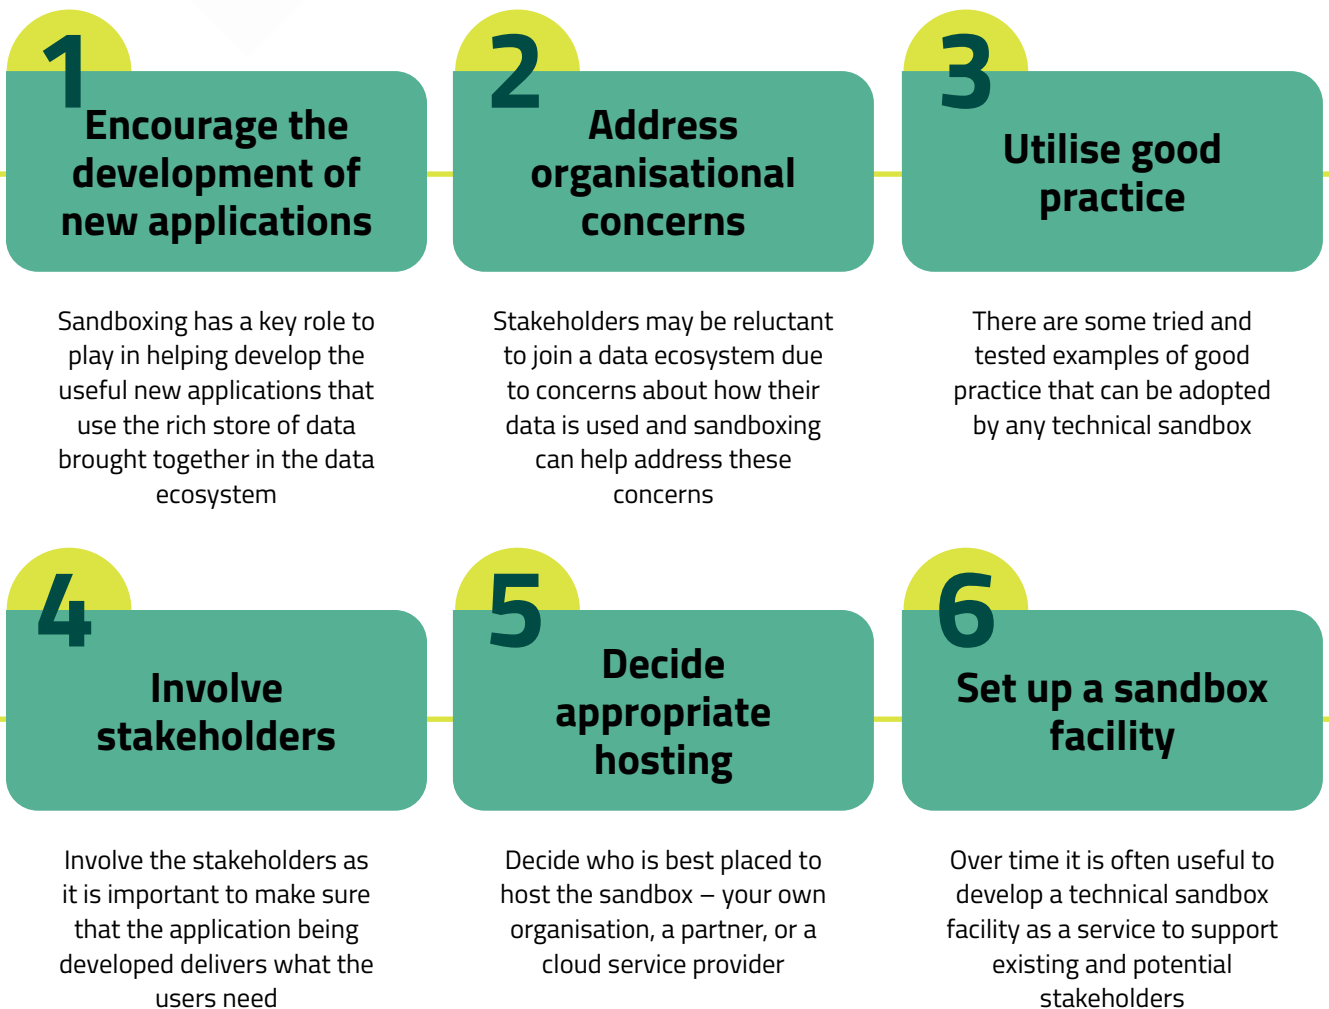 1
Encourage the
development of
new applications
Sandboxing has a key role to
play in helping develop the
useful new applications that
use the rich store of data
brought together in the data
ecosystem
2
Address
organisational
concerns
Stakeholders may be reluctant
to join a data ecosystem due
to concerns about how their
data is used and sandboxing
can help address these
concerns
3
Utilise good
practice
There are some tried and
tested examples of good
practice that can be adopted
by any technical sandbox
4
Involve
stakeholders
Involve the stakeholders as
it is important to make sure
that the application being
developed delivers what the
users need
5
Decide
appropriate
hosting
Decide who is best placed to
host the sandbox – your own
organisation, a partner, or a
cloud service provider
6
Set up a sandbox
facility
Over time it is often useful to
develop a technical sandbox
facility as a service to support
existing and potential
stakeholders